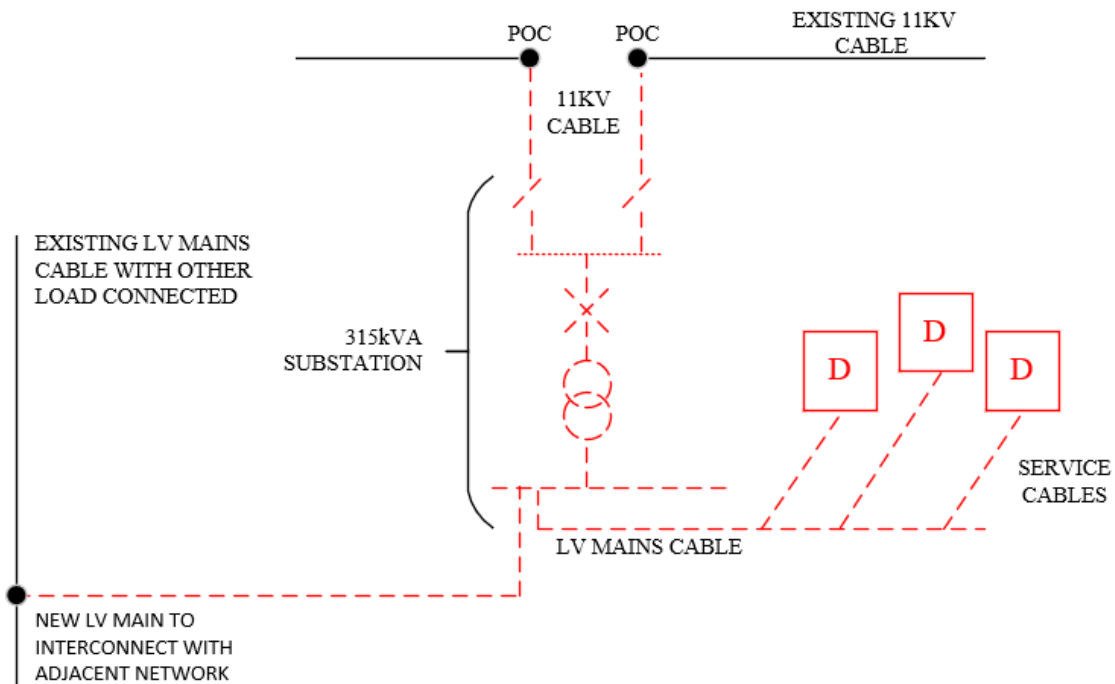 POC
POC
EXISTING 11KV
CABLE
11KV
CABLE
EXISTING LV MAINS
CABLE WITH OTHER
LOAD CONNECTED
315kVA
SUBSTATION
D
D
D
SERVICE
CABLES
LV MAINS CABLE
NEW LV MAIN TO
INTERCONNECT WITH
ADJACENT NETWORK